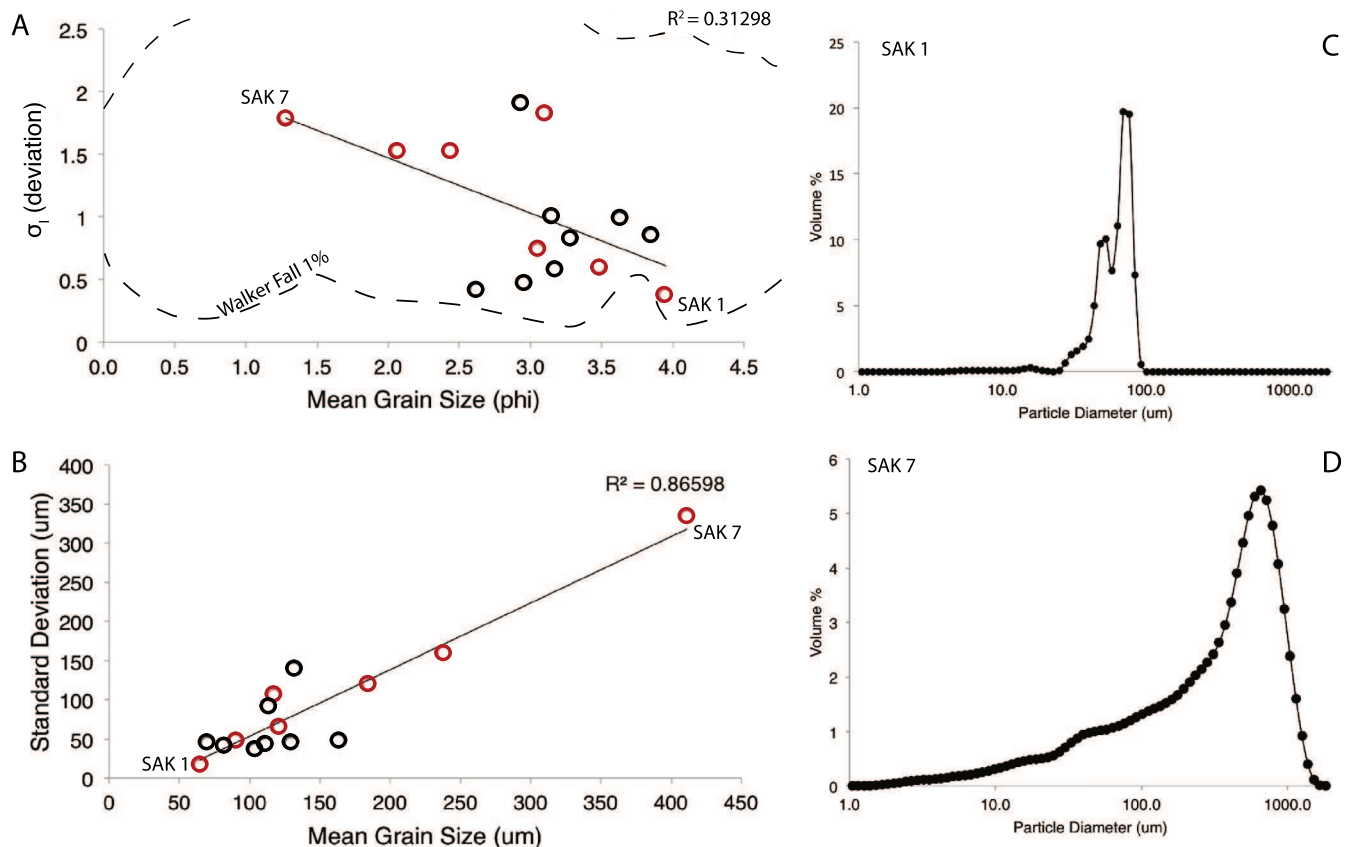 A
R² = 0.31298
2.5
2
1.5
1
0.5
0
σI (deviation)
SAK 7
Walker Fall 1%
SAK 1
0.0 0.5 1.0 1.5 2.0 2.5 3.0 3.5 4.0 4.5
Mean Grain Size (phi)
C
SAK 1
25
20
15
10
5
0
Volume %
1.0 10.0 100.0 1000.0
Particle Diameter (um)
B
R² = 0.86598
400
350
300
250
200
150
100
50
0
Standard Deviation (um)
SAK 7
SAK 1
0 50 100 150 200 250 300 350 400 450
Mean Grain Size (um)
D
SAK 7
6
5
4
3
2
1
0
Volume %
1.0 10.0 100.0 1000.0
Particle Diameter (um)